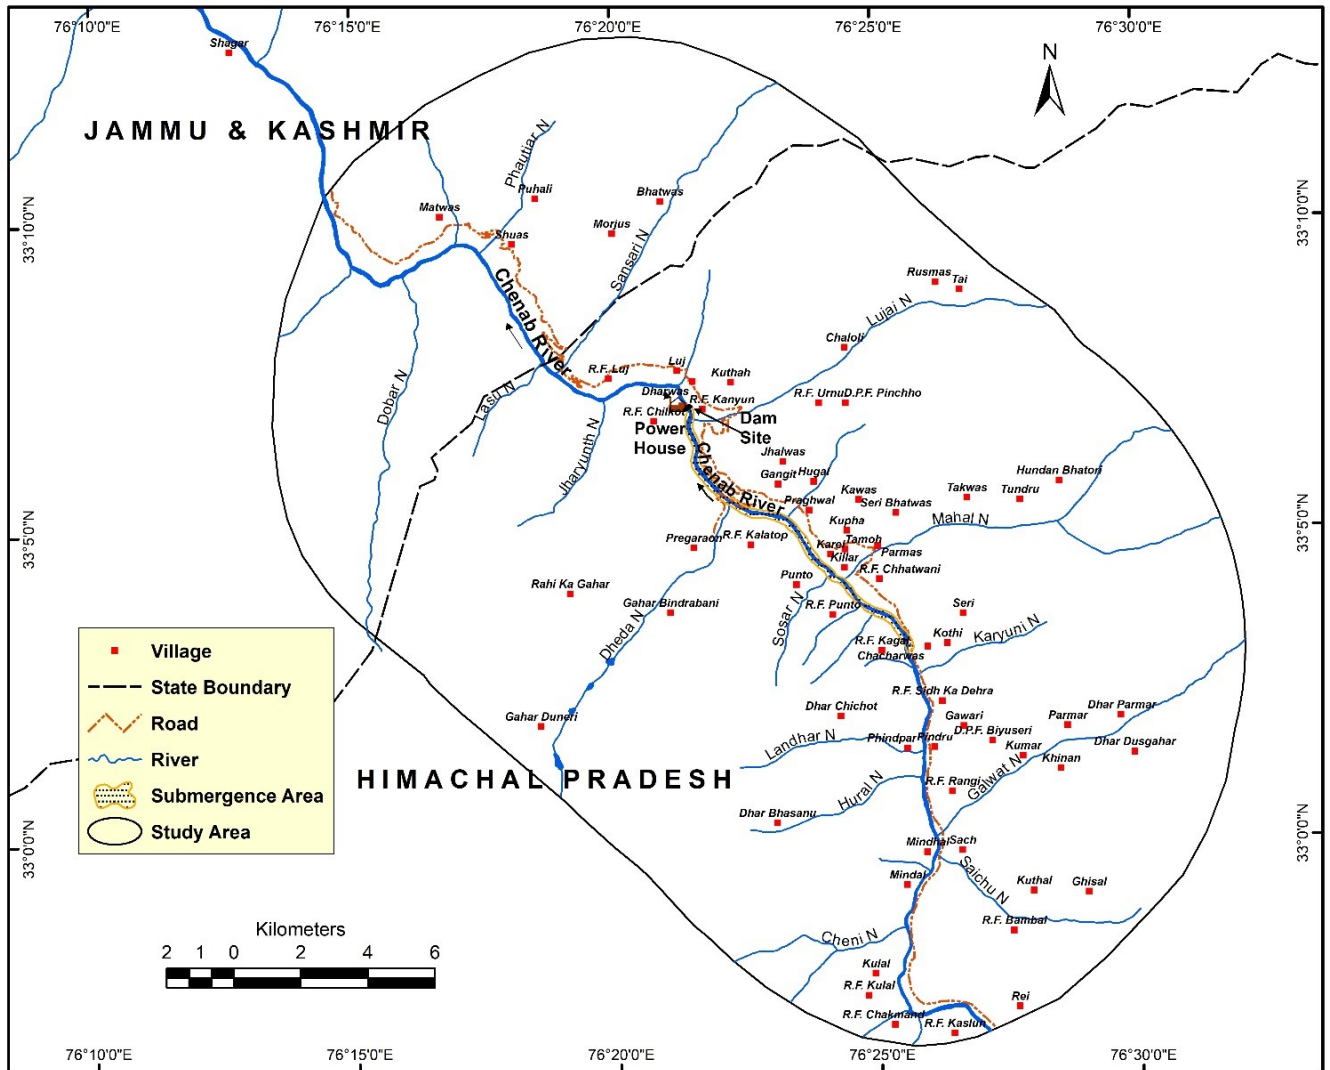 76°10'0"E
76°15'0"E
76°20'0"E
76°25'0"E
76°30'0"E
Shagar
N
JAMMU & KASHMIR
Phautiar N
Puhali
Bhatwas
Matwas
Morjus
Shuas
Sansari N
33°10'0"N
33°10'0"N
Chenab River
Rusmas
Tai
Lujai N
Chaloli
Luj
R.F. Luj
Kuthah
Dobar N
Lasu N
Dharwas
R.F. Kanyun
R.F. Urnu
D.P.F. Pinchho
R.F. Chilkot
Power
House
Dam
Site
Jharyunth N
Chenab River
Jhalwas
Gangit
Hugal
Hundan Bhatori
Kawas
Takwas
Tundru
Praghwal
Seri Bhatwas
Mahal N
Kupha
33°5'0"N
33°5'0"N
Pregaraon
R.F. Kalatop
Karel
Tamoh
Parmas
Killar
R.F. Chhatwani
Punto
Rahi Ka Gahar
Gahar Bindrabani
Sosar N
R.F. Punto
Seri
Dheda N
R.F. Kagal
Kothi
Karyuni N
Chacharwas
Village
State Boundary
Road
River
Submergence Area
Study Area
R.F. Sidh Ka Dehra
Dhar Chichot
Gahar Duneri
Gawari
Parmar
Dhar Parmar
D.P.F. Biyuseri
Landhar N
Phindpar
Pindru
Kumar
Khinan
Dhar Dusgahar
HIMACHAL PRADESH
Hural N
R.F. Rangi
Galwat N
Dhar Bhasanu
33°0'0"N
33°0'0"N
Mindhal
Sach
Mindal
Saichu N
Kuthal
Ghisal
R.F. Bambal
Cheni N
Kilometers
2 1 0 2 4 6
Kulal
R.F. Kulal
Rei
R.F. Chakmand
R.F. Kaslun
76°10'0"E
76°15'0"E
76°20'0"E
76°25'0"E
76°30'0"E